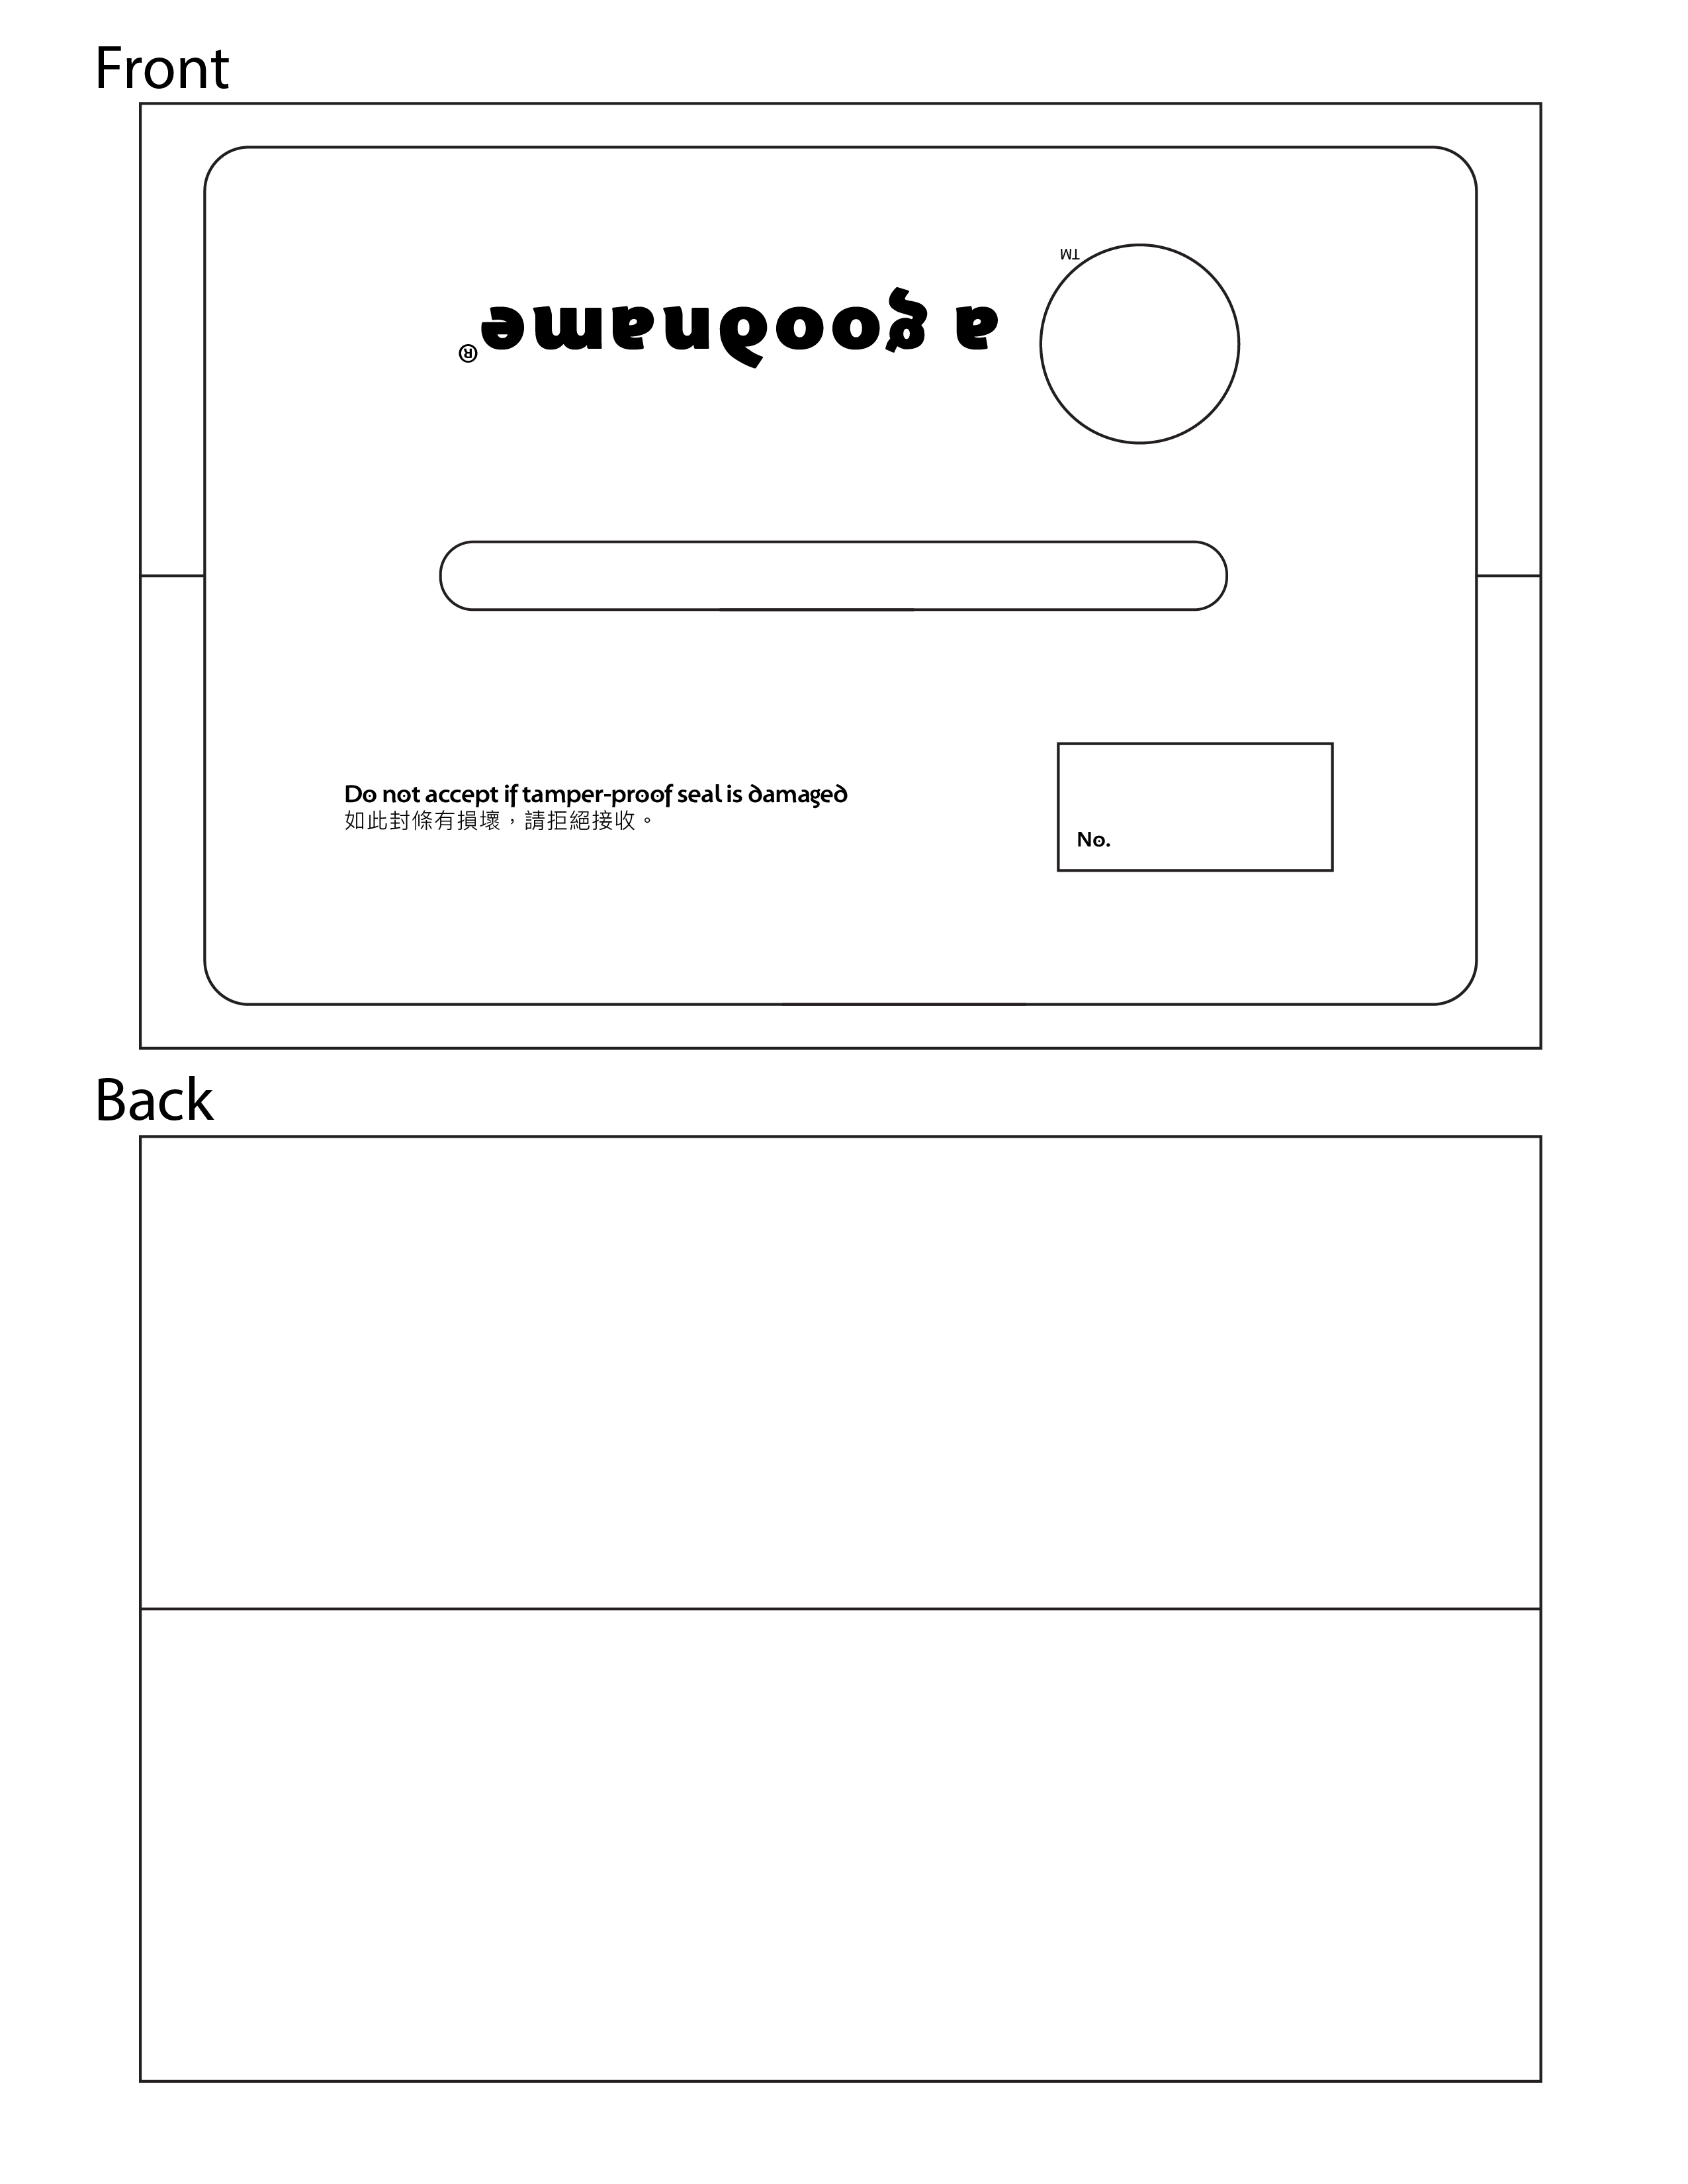 Front
TM
a goodname®
Do not accept if tamper-proof seal is damaged
如此封條有損壞，請拒絕接收。
No.
Back